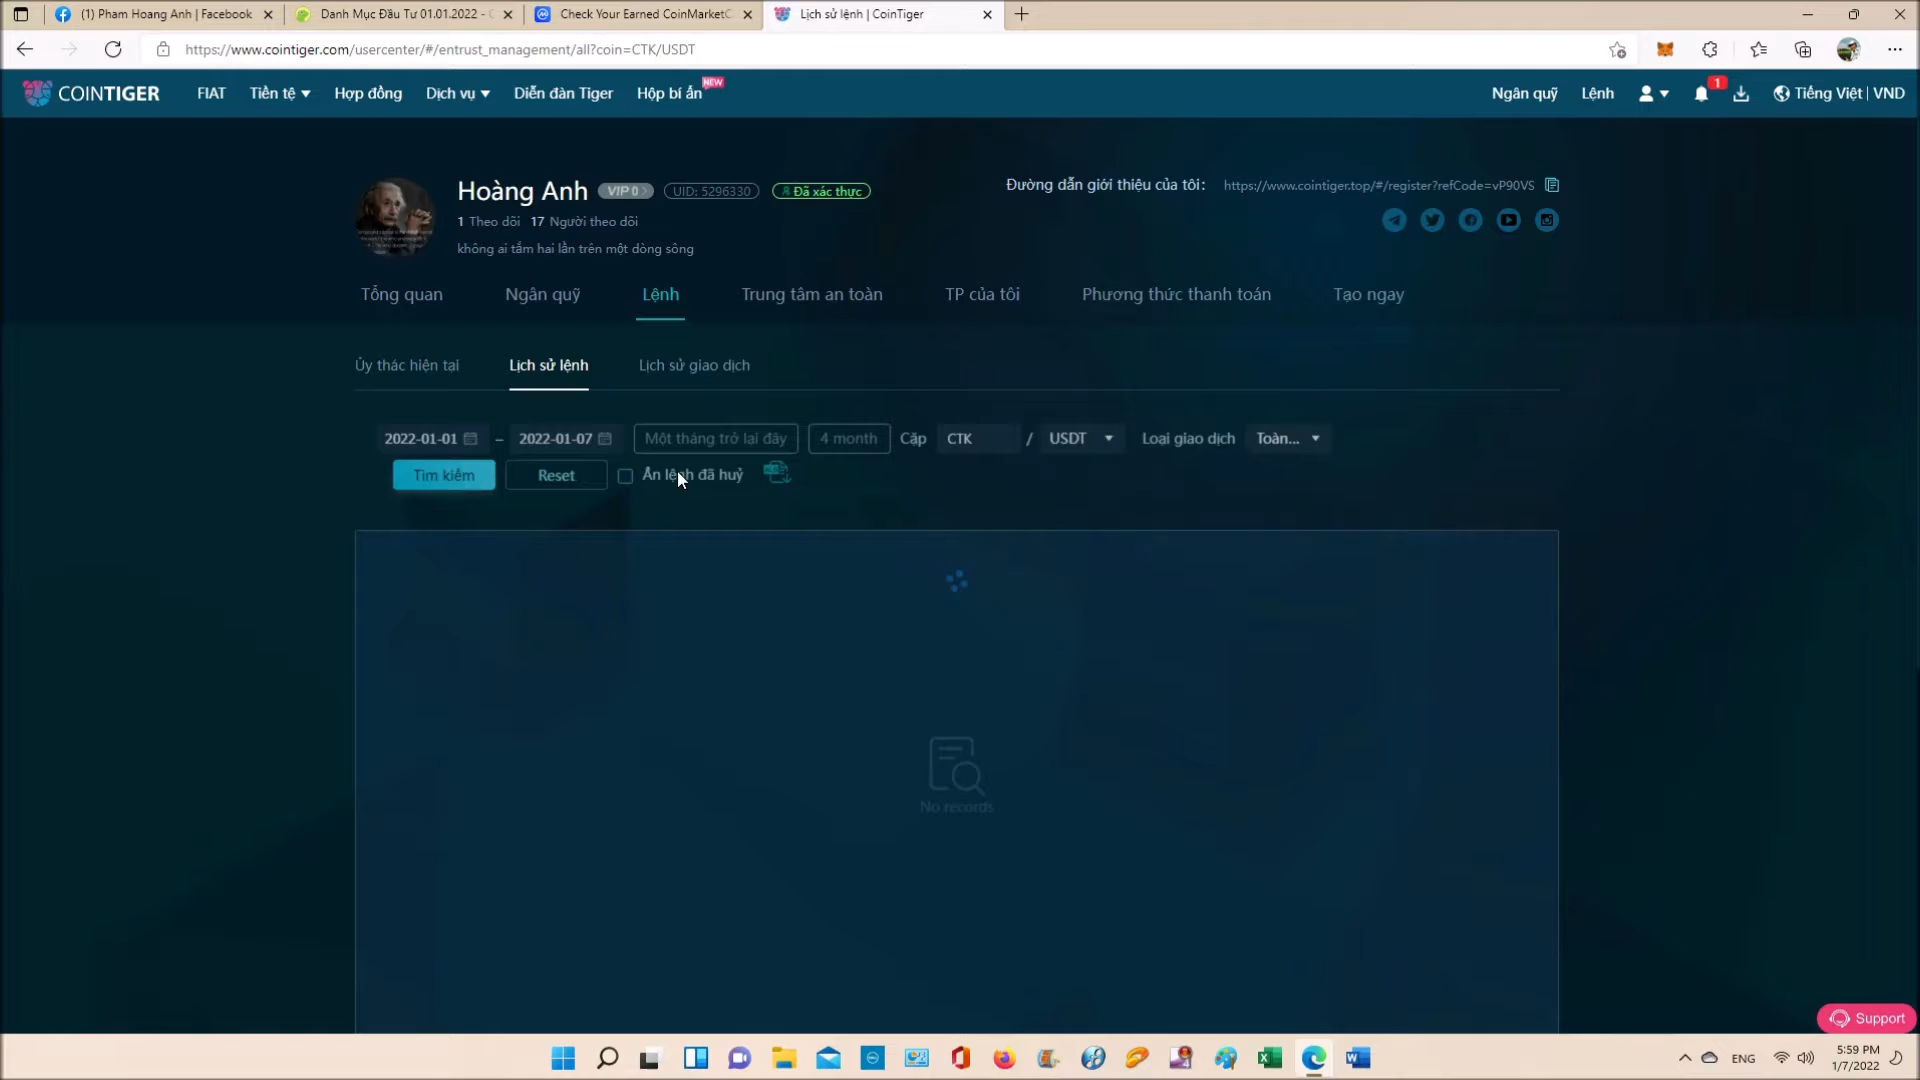 (1) Pham Hoang Anh | Facebook
Danh Mục Đầu Tư 01.01.2022 -
Check Your Earned CoinMarketC
Lịch sử lệnh | CoinTiger
https://www.cointiger.com/usercenter/#/entrust_management/all?coin=CTK/USDT
COINTIGER
FIAT
Tiền tệ
Hợp đồng
Dịch vụ
Diễn đàn Tiger
Hộp bí ẩn
NEW
Ngân quỹ
Lệnh
1
Tiếng Việt | VND
Hoàng Anh
VIP 0
UID: 5296330
Đã xác thực
1 Theo dõi 17 Người theo dõi
không ai tắm hai lần trên một dòng sông
Đường dẫn giới thiệu của tôi:
https://www.cointiger.top/#/register?refCode=vP90VS
Tổng quan
Ngân quỹ
Lệnh
Trung tâm an toàn
TP của tôi
Phương thức thanh toán
Tạo ngay
Ủy thác hiện tại
Lịch sử lệnh
Lịch sử giao dịch
2022-01-01 – 2022-01-07
Một tháng trở lại đây
4 month
Cặp
CTK / USDT
Loại giao dịch
Toàn...
Tìm kiếm
Reset
Ẩn lệnh đã huỷ
No records
Support
ENG
5:59 PM
1/7/2022